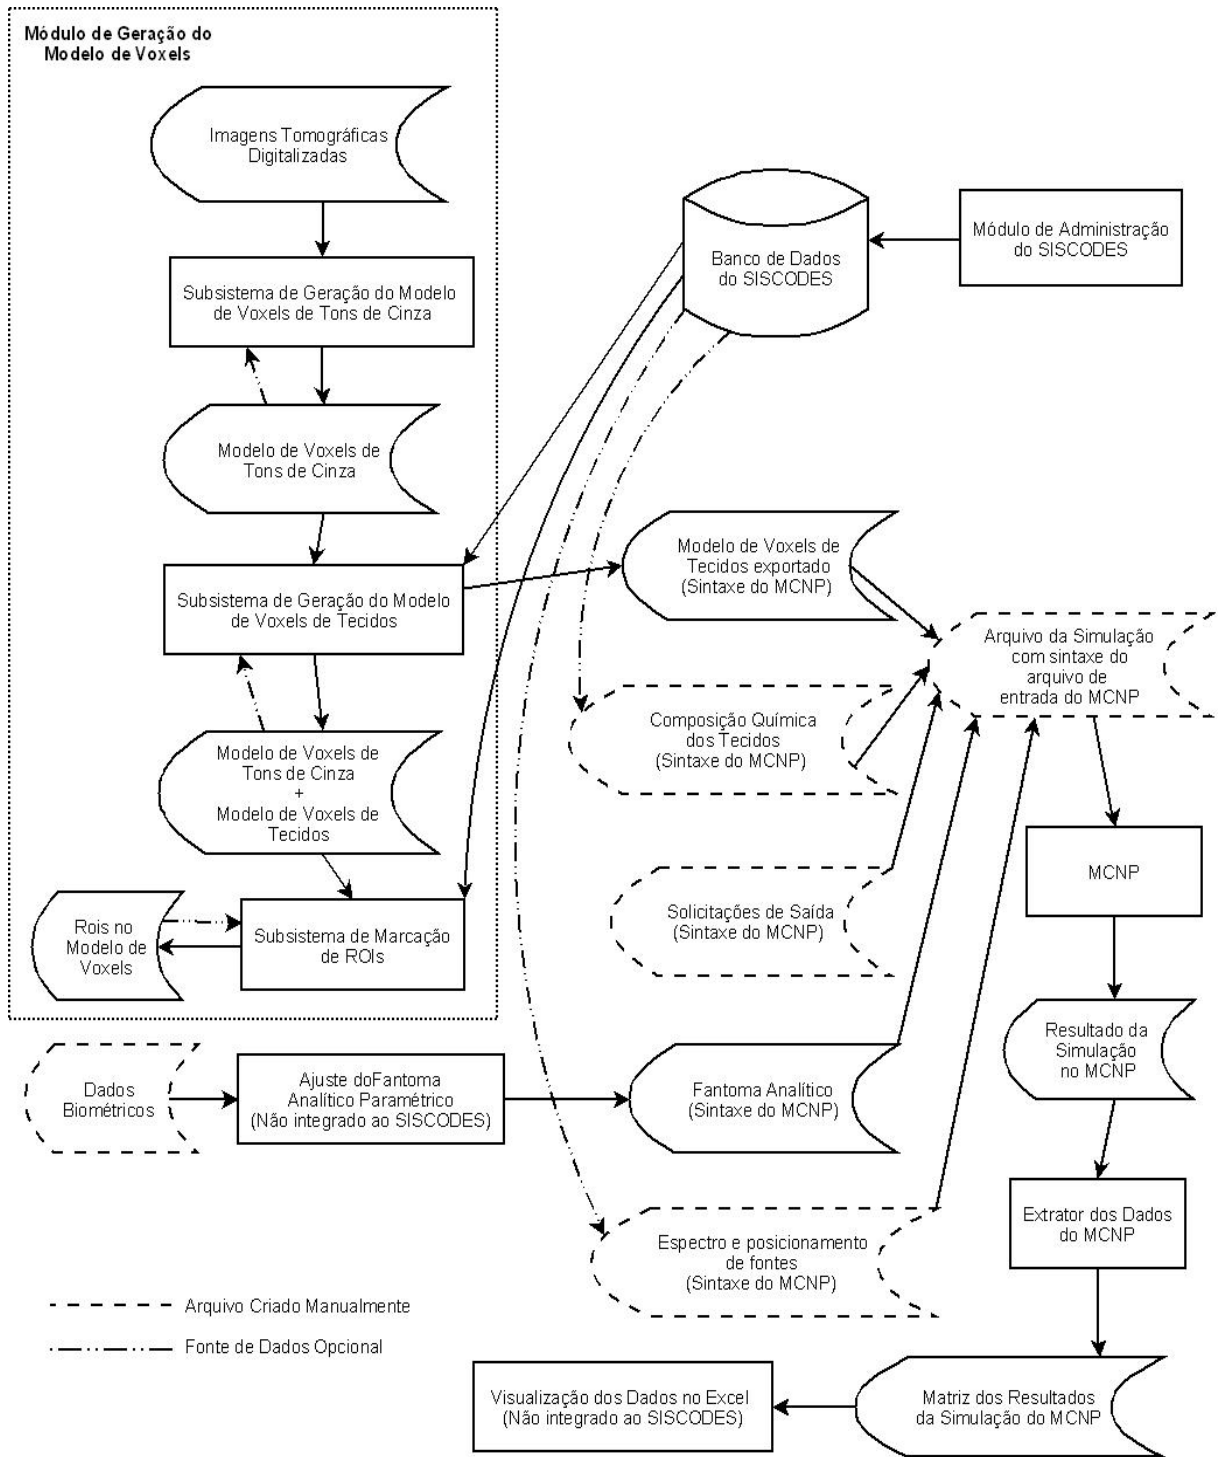 Módulo de Geração do
Modelo de Voxels
Imagens Tomográficas
Digitalizadas
Subsistema de Geração do Modelo
de Voxels de Tons de Cinza
Modelo de Voxels de
Tons de Cinza
Subsistema de Geração do Modelo
de Voxels de Tecidos
Modelo de Voxels de
Tons de Cinza
+
Modelo de Voxels de
Tecidos
Rois no
Modelo de
Voxels
Subsistema de Marcação
de ROIs
Banco de Dados
do SISCODES
Módulo de Administração
do SISCODES
Modelo de Voxels de
Tecidos exportado
(Sintaxe do MCNP)
Composição Química
dos Tecidos
(Sintaxe do MCNP)
Solicitações de Saída
(Sintaxe do MCNP)
Arquivo da Simulação
com sintaxe do
arquivo de
entrada do MCNP
MCNP
Resultado da
Simulação
no MCNP
Dados
Biométricos
Ajuste doFantoma
Analítico Paramétrico
(Não integrado ao SISCODES)
Fantoma Analítico
(Sintaxe do MCNP)
Espectro e posicionamento
de fontes
(Sintaxe do MCNP)
Extrator dos Dados
do MCNP
Arquivo Criado Manualmente
Fonte de Dados Opcional
Visualização dos Dados no Excel
(Não integrado ao SISCODES)
Matriz dos Resultados
da Simulação do MCNP